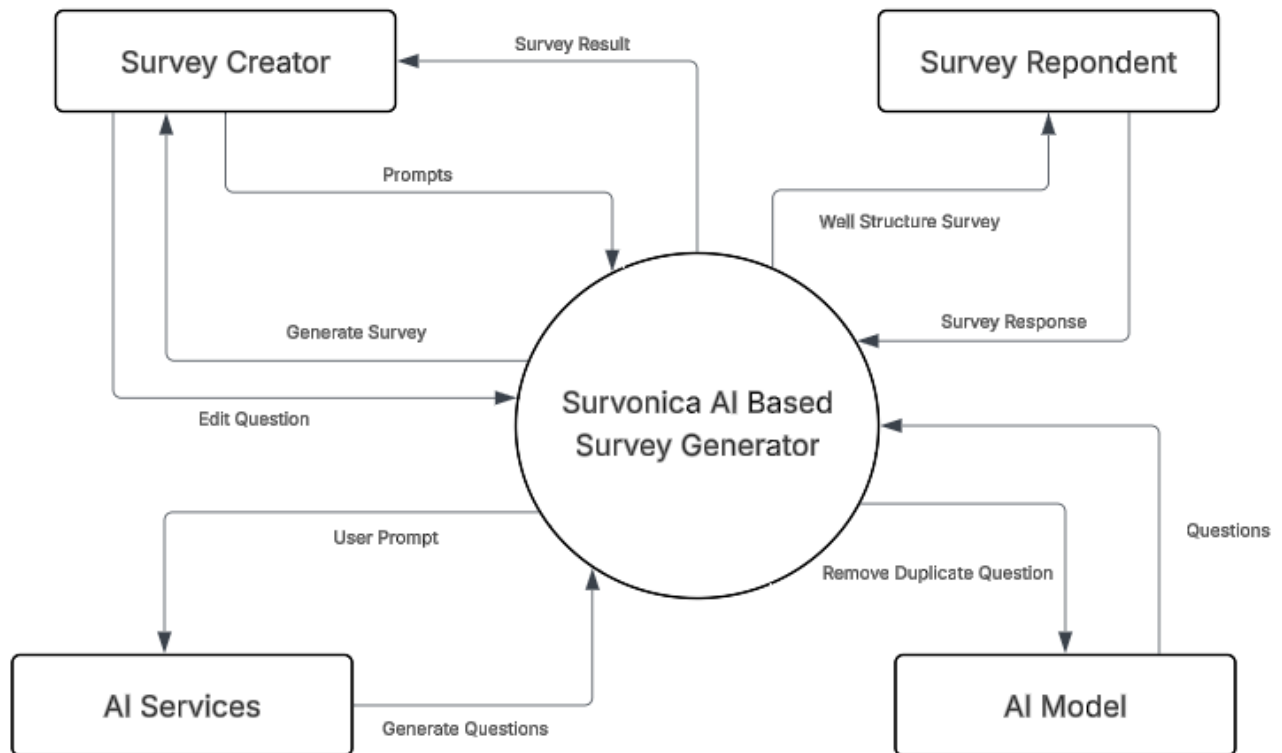 Survey Result
Survey Creator
Survey Repondent
Prompts
Well Structure Survey
Generate Survey
Survey Response
Survonica AI Based
Survey Generator
Edit Question
User Prompt
Questions
Remove Duplicate Question
AI Services
AI Model
Generate Questions